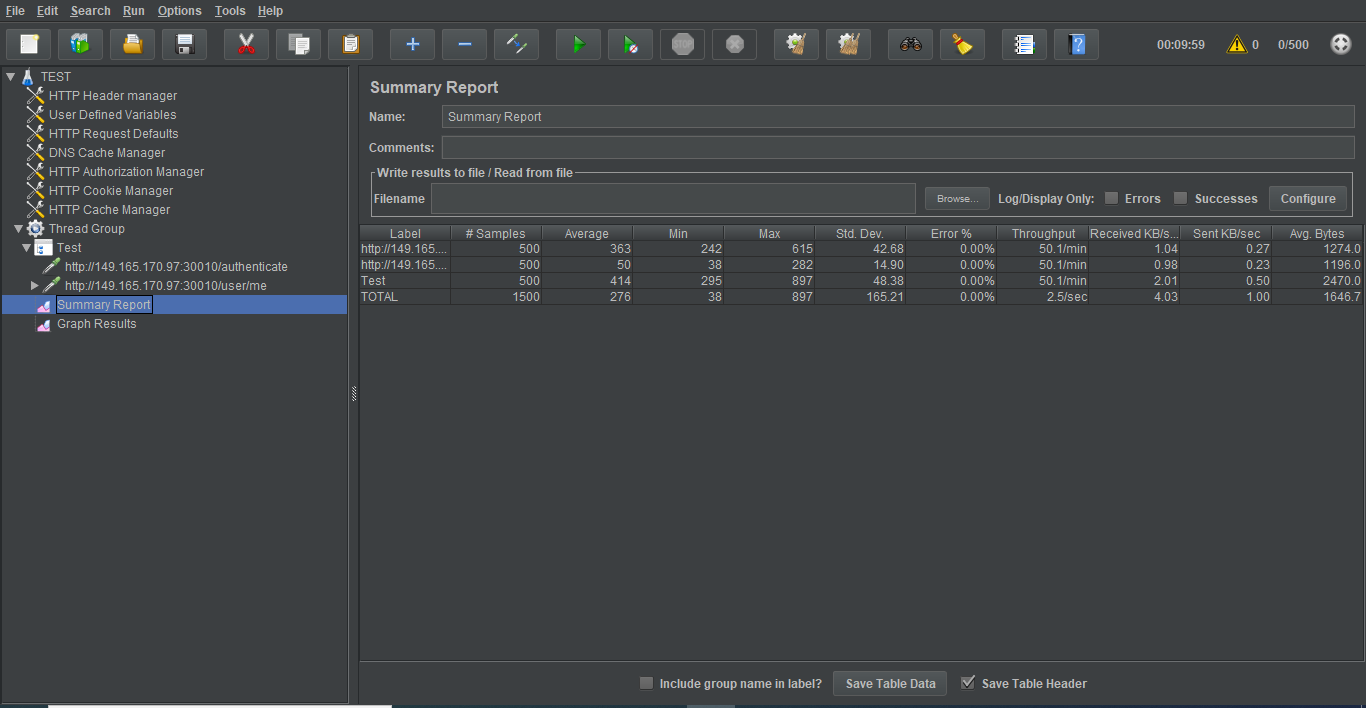 File Edit Search Run Options Tools Help
STOP
00:09:59 0 0/500
TEST
HTTP Header manager
User Defined Variables
HTTP Request Defaults
DNS Cache Manager
HTTP Authorization Manager
HTTP Cookie Manager
HTTP Cache Manager
Thread Group
Test
http://149.165.170.97:30010/authenticate
http://149.165.170.97:30010/user/me
Summary Report
Graph Results
Summary Report
Name: Summary Report
Comments:
Write results to file / Read from file
Filename Browse... Log/Display Only: Errors Successes Configure
Label # Samples Average Min Max Std. Dev. Error % Throughput Received KB/s... Sent KB/sec Avg. Bytes
http://149.165.... 500 363 242 615 42.68 0.00% 50.1/min 1.04 0.27 1274.0
http://149.165.... 500 50 38 282 14.90 0.00% 50.1/min 0.98 0.23 1196.0
Test 500 414 295 897 48.38 0.00% 50.1/min 2.01 0.50 2470.0
TOTAL 1500 276 38 897 165.21 0.00% 2.5/sec 4.03 1.00 1646.7
Include group name in label? Save Table Data Save Table Header